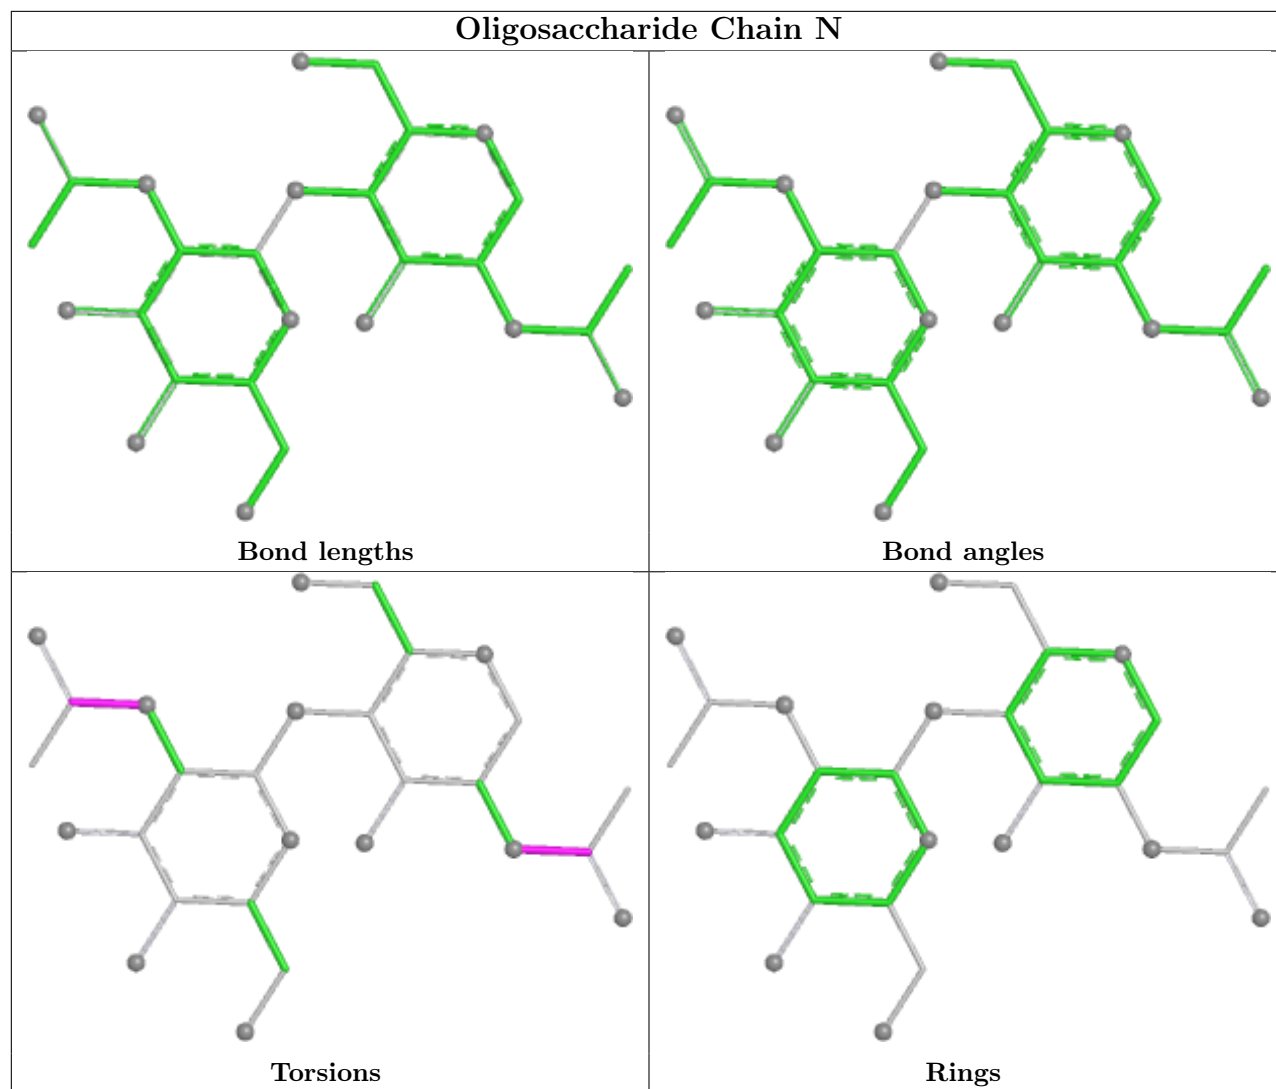 Oligosaccharide Chain N
Bond lengths
Bond angles
Torsions
Rings